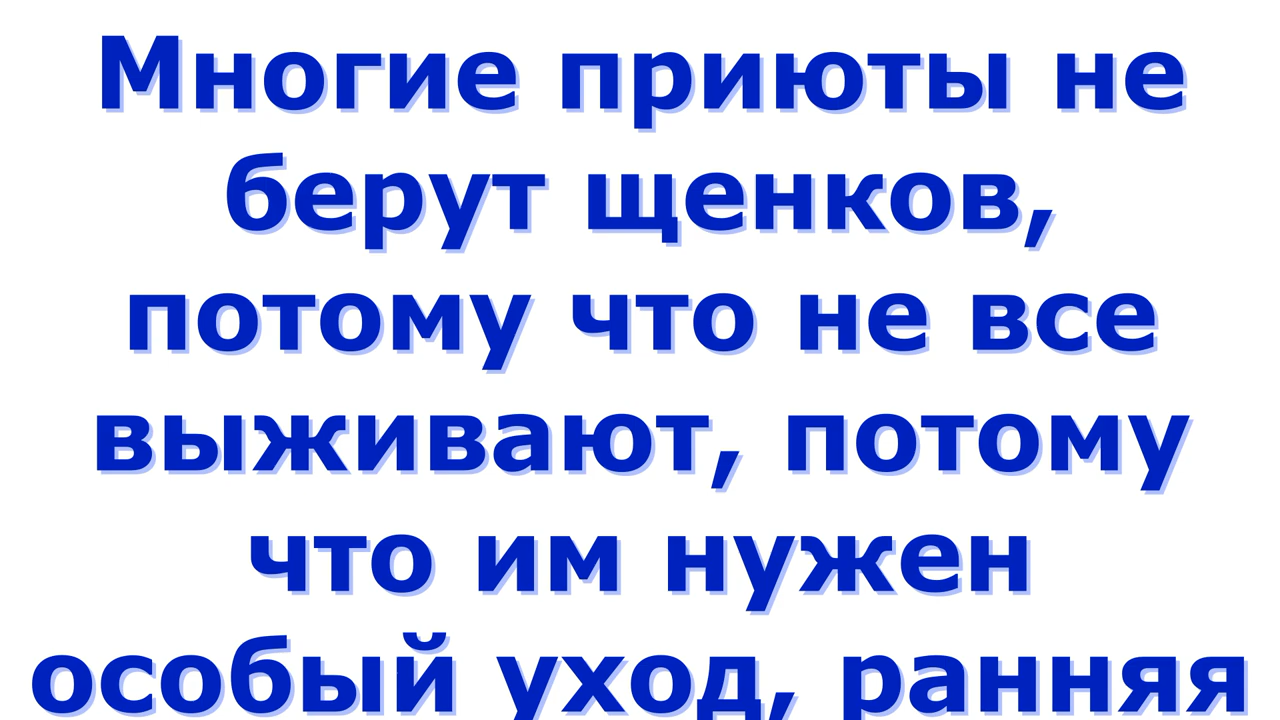 Многие приюты не
берут щенков,
потому что не все
выживают, потому
что им нужен
особый уход, ранняя